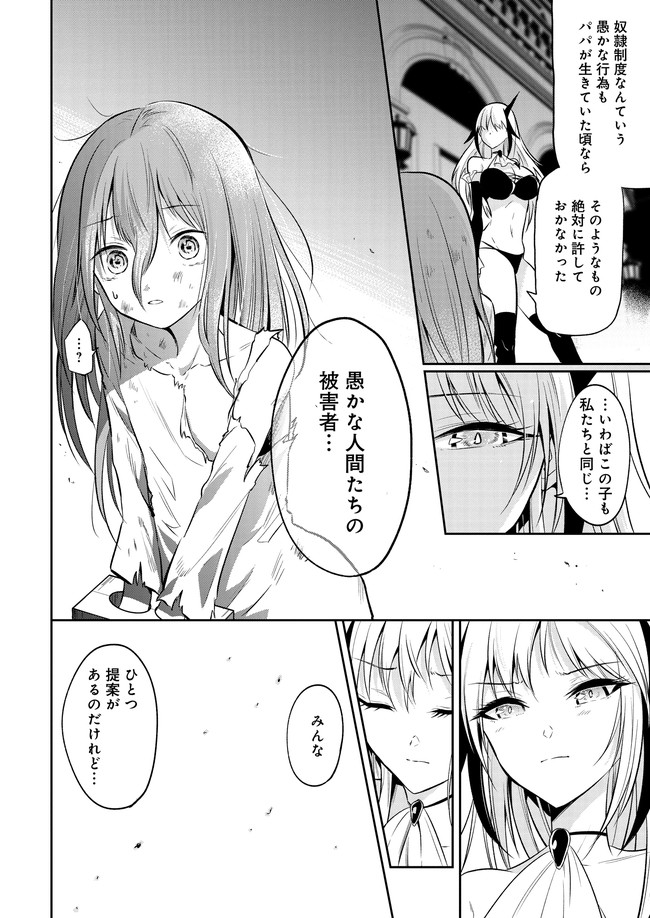 奴隷制度なんていう
愚かな行為も
パパが生きていた頃なら
そのようなもの
絶対に許して
おかなかった
…いわばこの子も
私たちと同じ…
愚かな人間たちの
被害者…
…?
みんな
ひとつ
提案が
あるのだけれど…